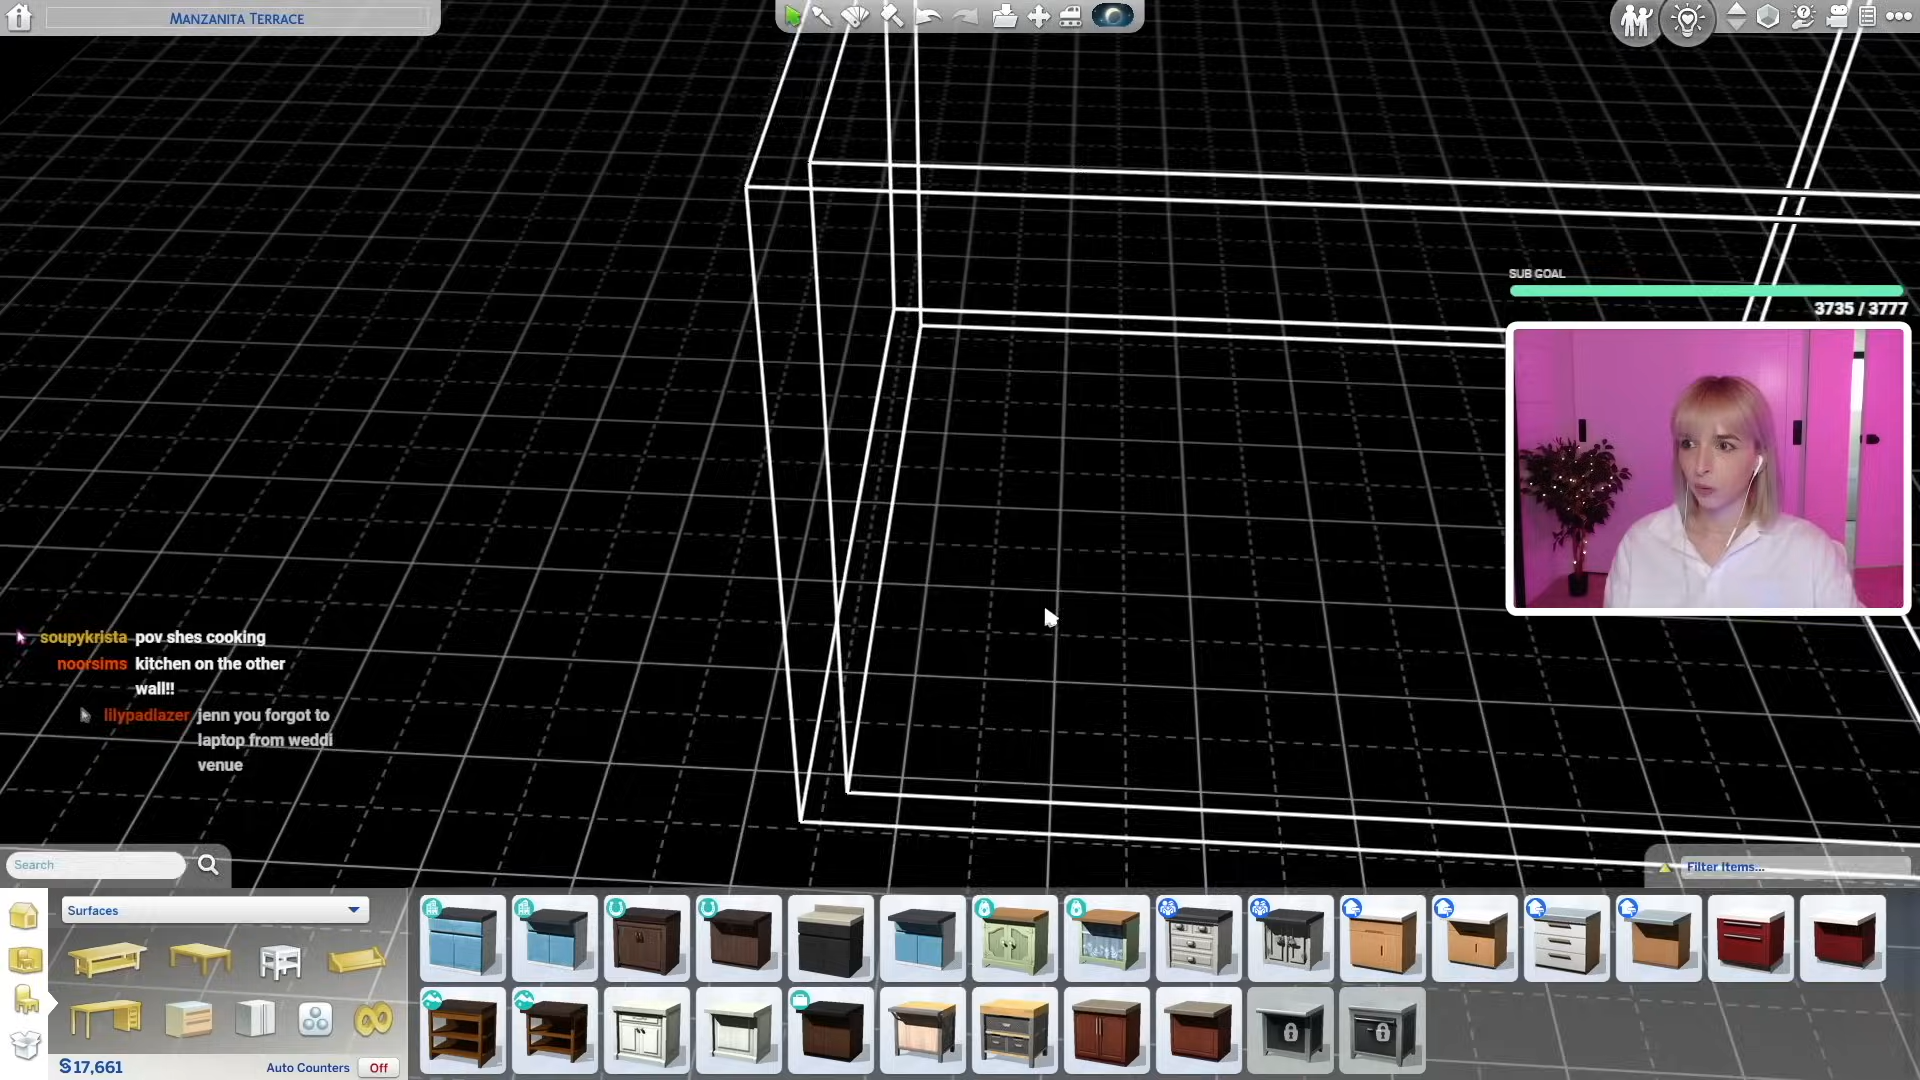 MANZANITA TERRACE
SUB GOAL
3735 / 3777
soupykrista pov shes cooking
noorsims kitchen on the other
wall!!
lilypadlazer jenn you forgot to
laptop from weddi
venue
Search
Filter Items...
Surfaces
§17,661
Auto Counters Off